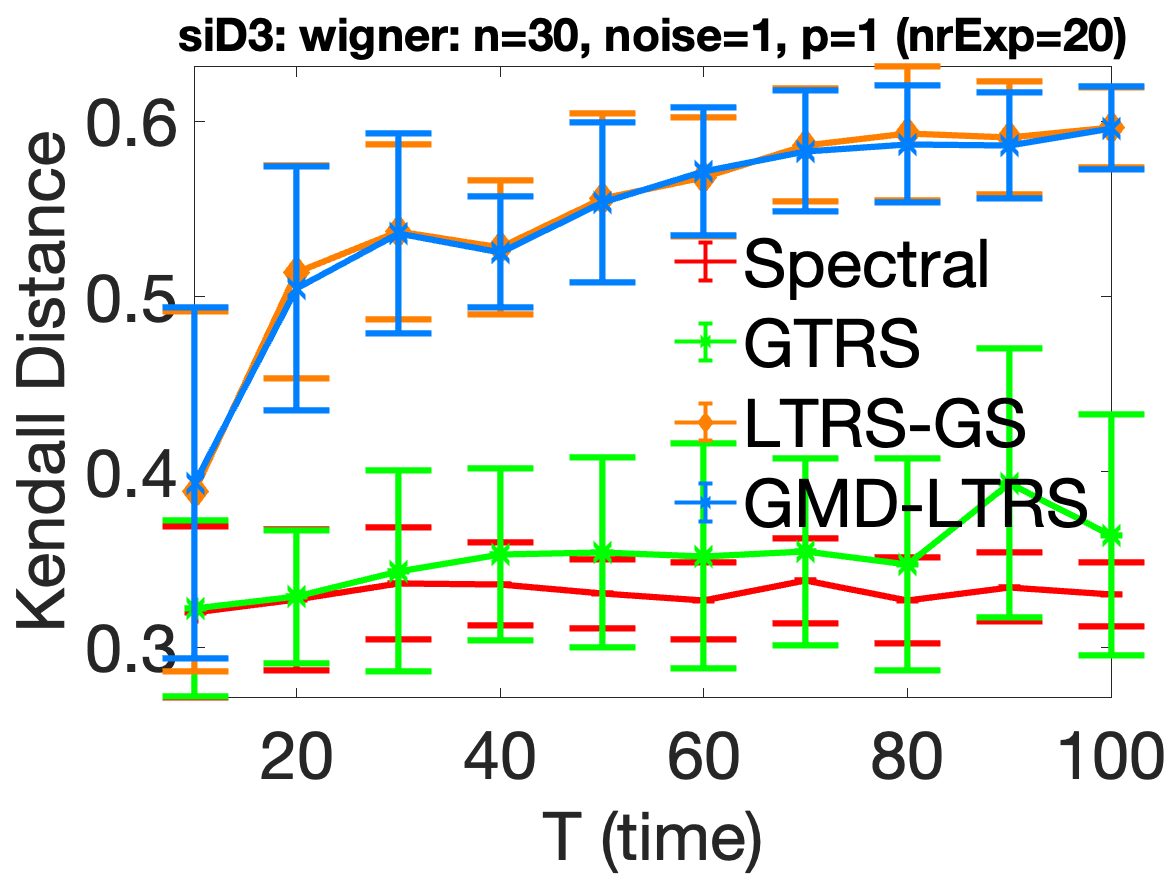 siD3: wigner: n=30, noise=1, p=1 (nrExp=20)
Kendall Distance
0.6
0.5
0.4
0.3
Spectral
GTRS
LTRS-GS
GMD-LTRS
20 40 60 80 100
T (time)